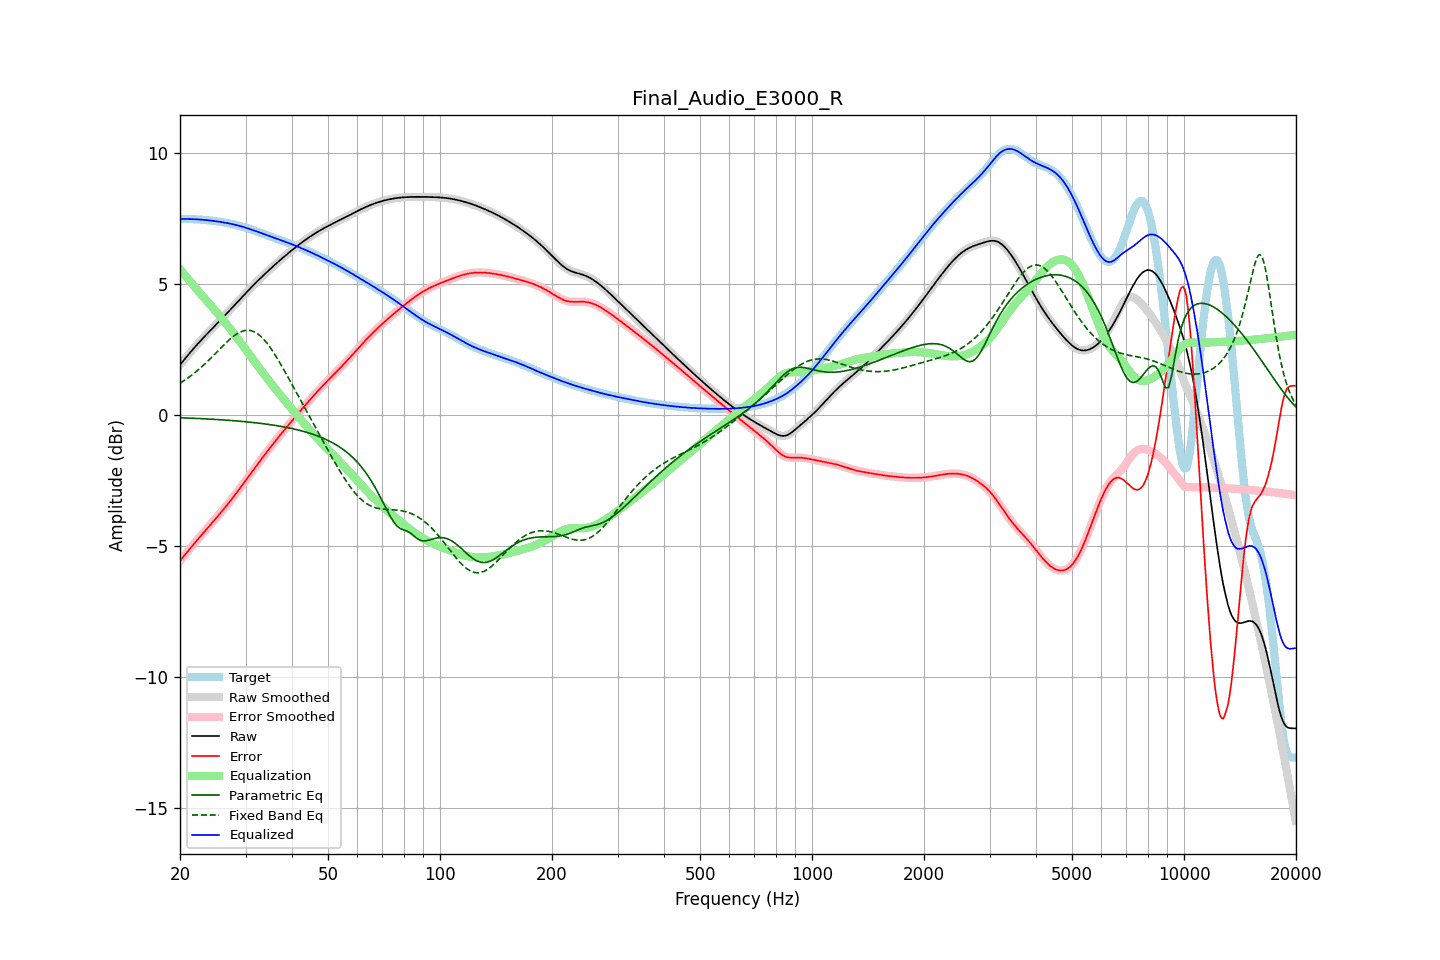 Final_Audio_E3000_R
Amplitude (dBr)
10
5
0
−5
−10
−15
Target
Raw Smoothed
Error Smoothed
Raw
Error
Equalization
Parametric Eq
Fixed Band Eq
Equalized
20 50 100 200 500 1000 2000 5000 10000 20000
Frequency (Hz)